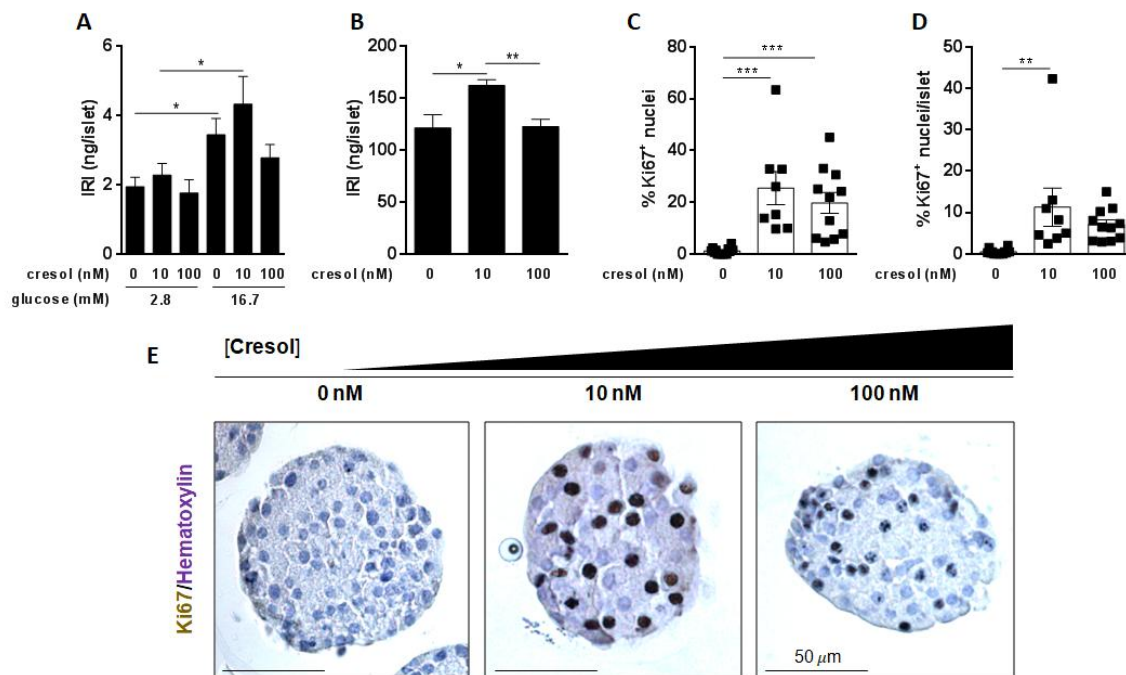 A
IRI (ng/islet)
6
4
2
0
*
*
cresol (nM) 0 10 100 0 10 100
glucose (mM) 2.8 16.7
B
IRI (ng/islet)
200
150
100
50
0
*
**
cresol (nM) 0 10 100
C
% Ki67+ nuclei
80
60
40
20
0
***
***
cresol (nM) 0 10 100
D
% Ki67+ nuclei/islet
50
40
30
20
10
0
**
cresol (nM) 0 10 100
E
[Cresol]
0 nM 10 nM 100 nM
Ki67/Hematoxylin
50 μm